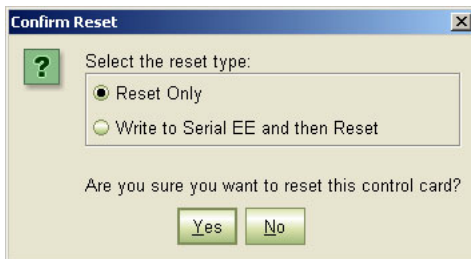 Confirm Reset
Select the reset type:
Reset Only
Write to Serial EE and then Reset
Are you sure you want to reset this control card?
Yes No